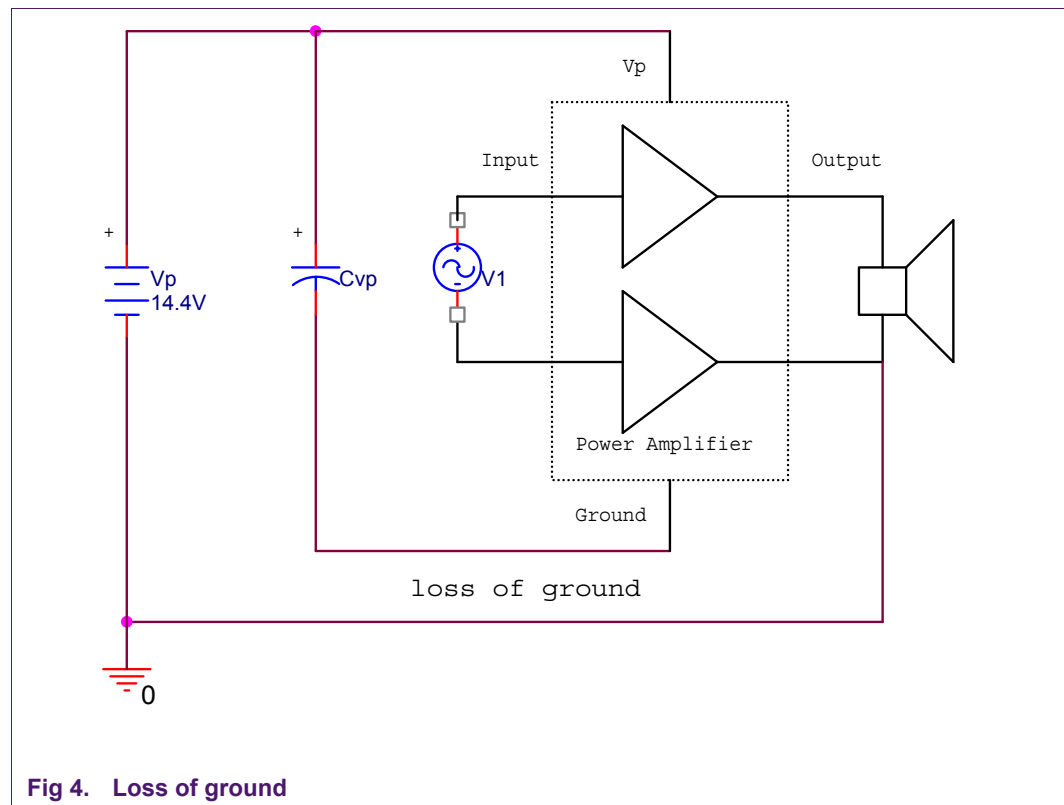 Vp
Input
Output
+
+
Vp
14.4V
Cvp
+
V1
-
Power Amplifier
Ground
loss of ground
0
Fig 4. Loss of ground